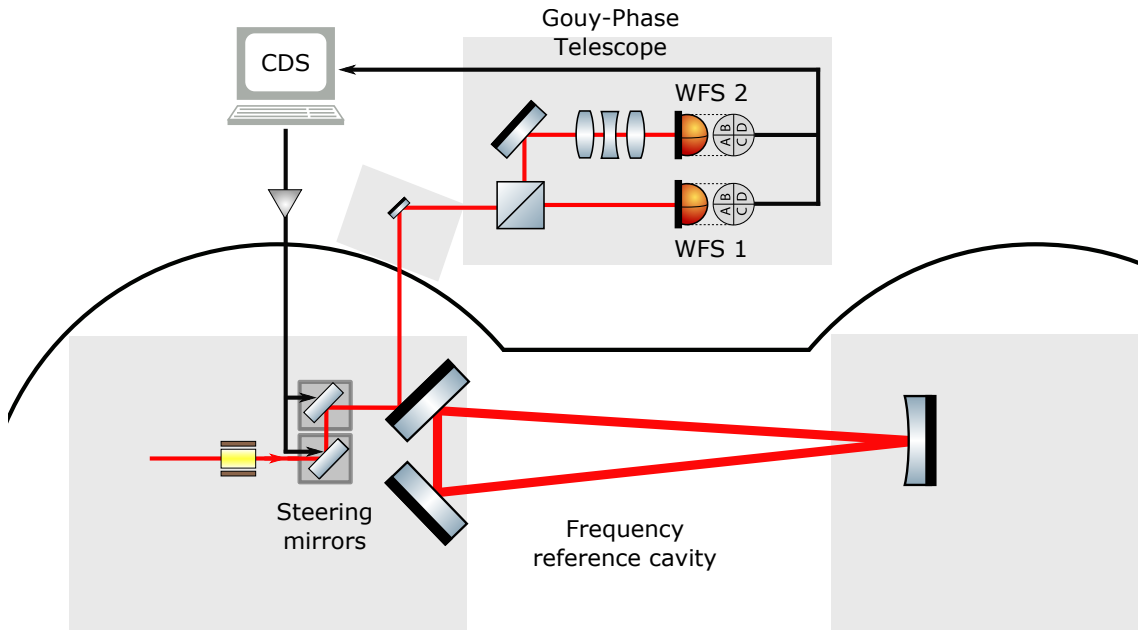 Gouy-Phase
Telescope
CDS
WFS 2
A B C D
A B C D
WFS 1
Steering
mirrors
Frequency
reference cavity